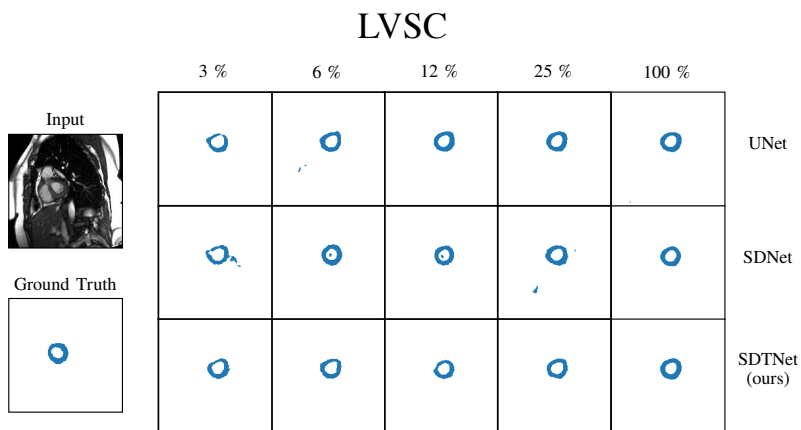 LVSC
3 %
6 %
12 %
25 %
100 %
Input
UNet
SDNet
Ground Truth
SDTNet
(ours)